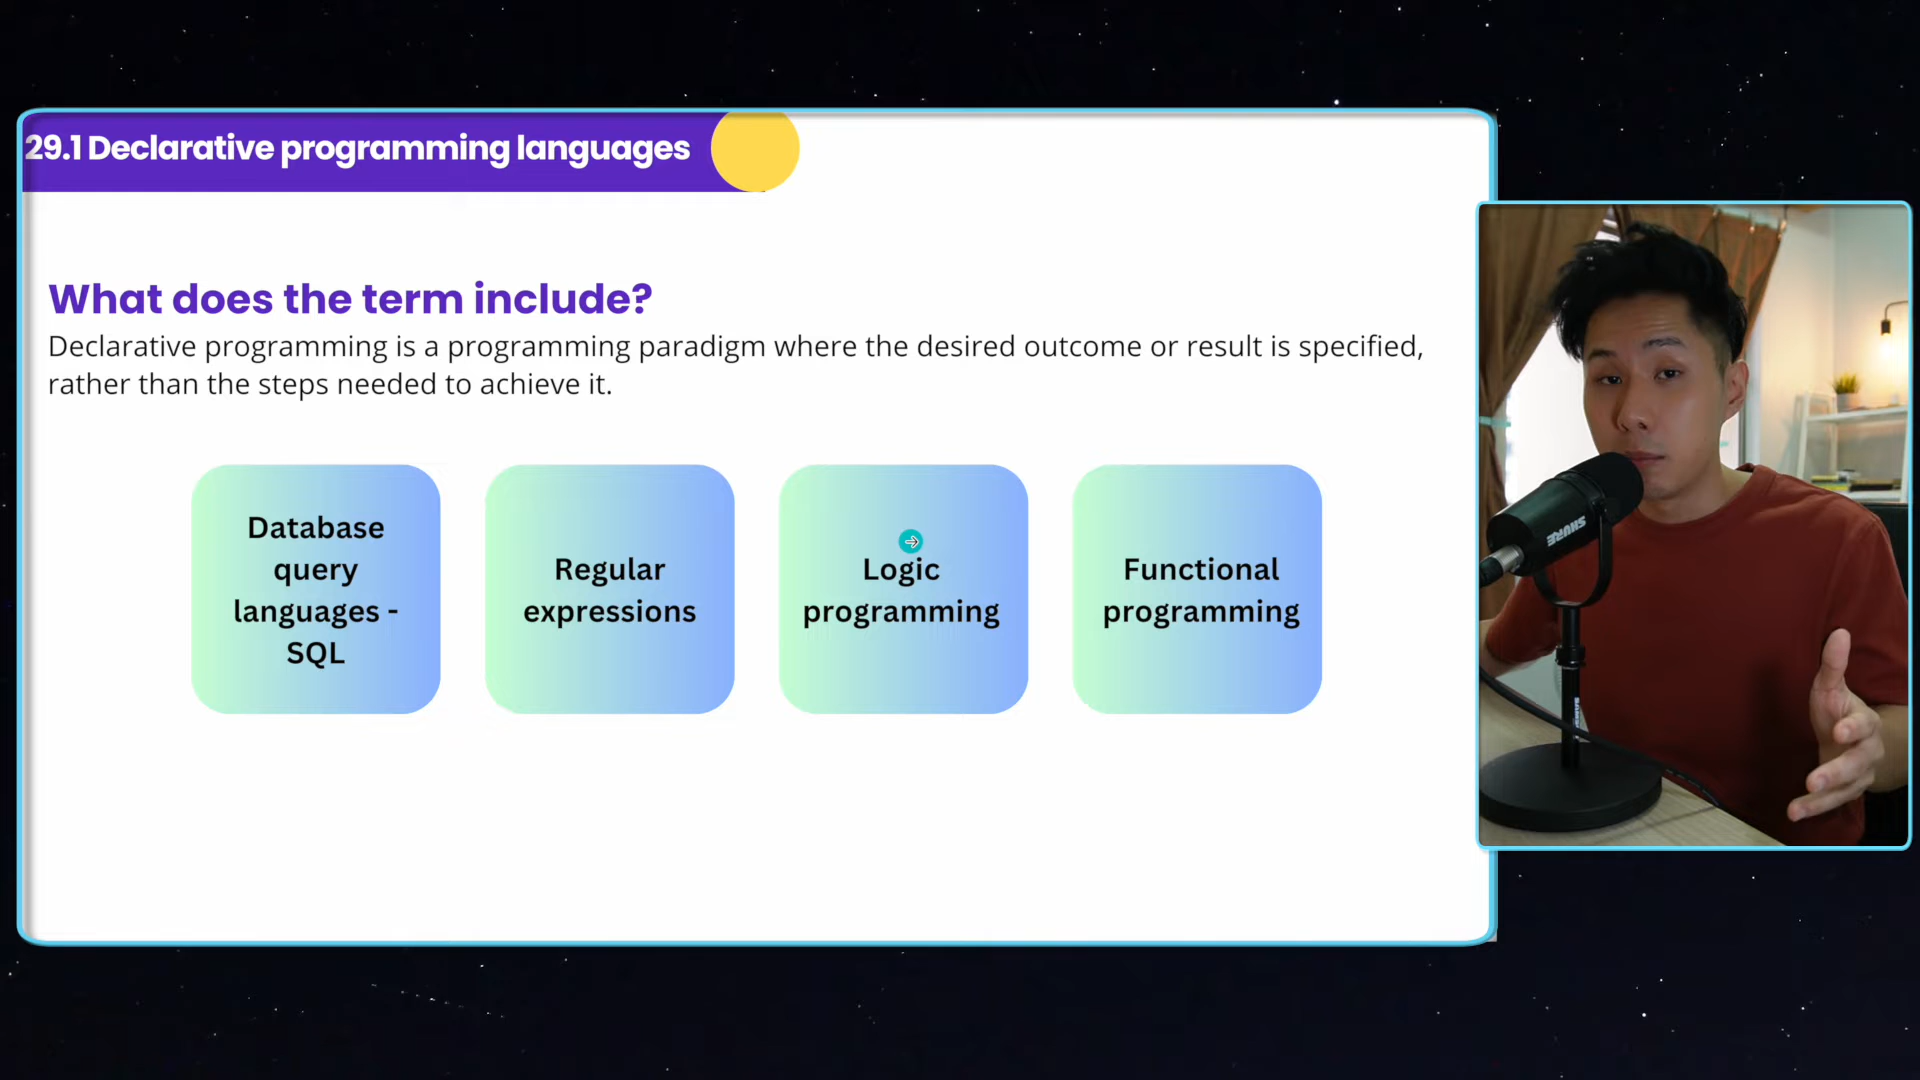 29.1 Declarative programming languages
What does the term include?
Declarative programming is a programming paradigm where the desired outcome or result is specified,
rather than the steps needed to achieve it.
Database
query
languages -
SQL
Regular
expressions
Logic
programming
Functional
programming
SHURE